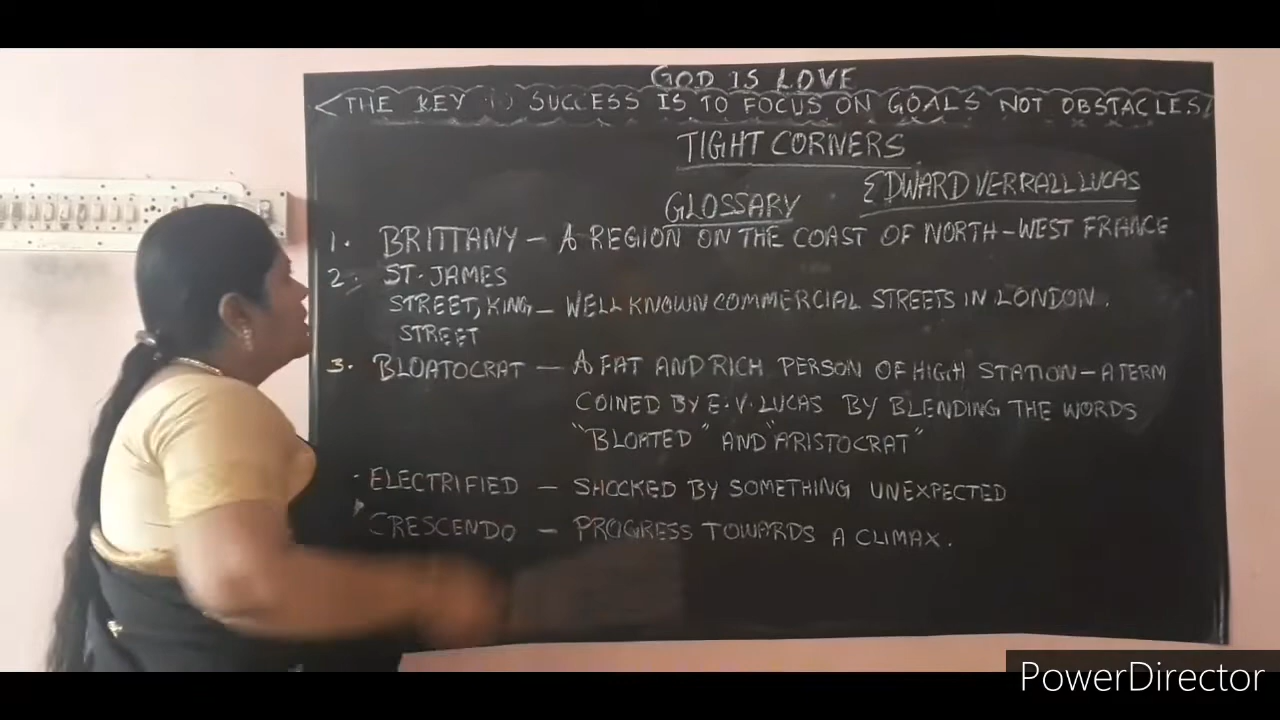 GOD IS LOVE
THE KEY TO SUCCESS IS TO FOCUS ON GOALS NOT OBSTACLES
TIGHT CORNERS
EDWARD VERRALL LUCAS
GLOSSARY
1. BRITTANY – A REGION ON THE COAST OF NORTH-WEST FRANCE
2. ST. JAMES
STREET, KING – WELL KNOWN COMMERCIAL STREETS IN LONDON.
STREET
3. BLOATOCRAT – A FAT AND RICH PERSON OF HIGH STATION – A TERM
COINED BY E.V. LUCAS BY BLENDING THE WORDS
"BLOATED" AND "ARISTOCRAT"
ELECTRIFIED – SHOCKED BY SOMETHING UNEXPECTED
CRESCENDO – PROGRESS TOWARDS A CLIMAX.
PowerDirector